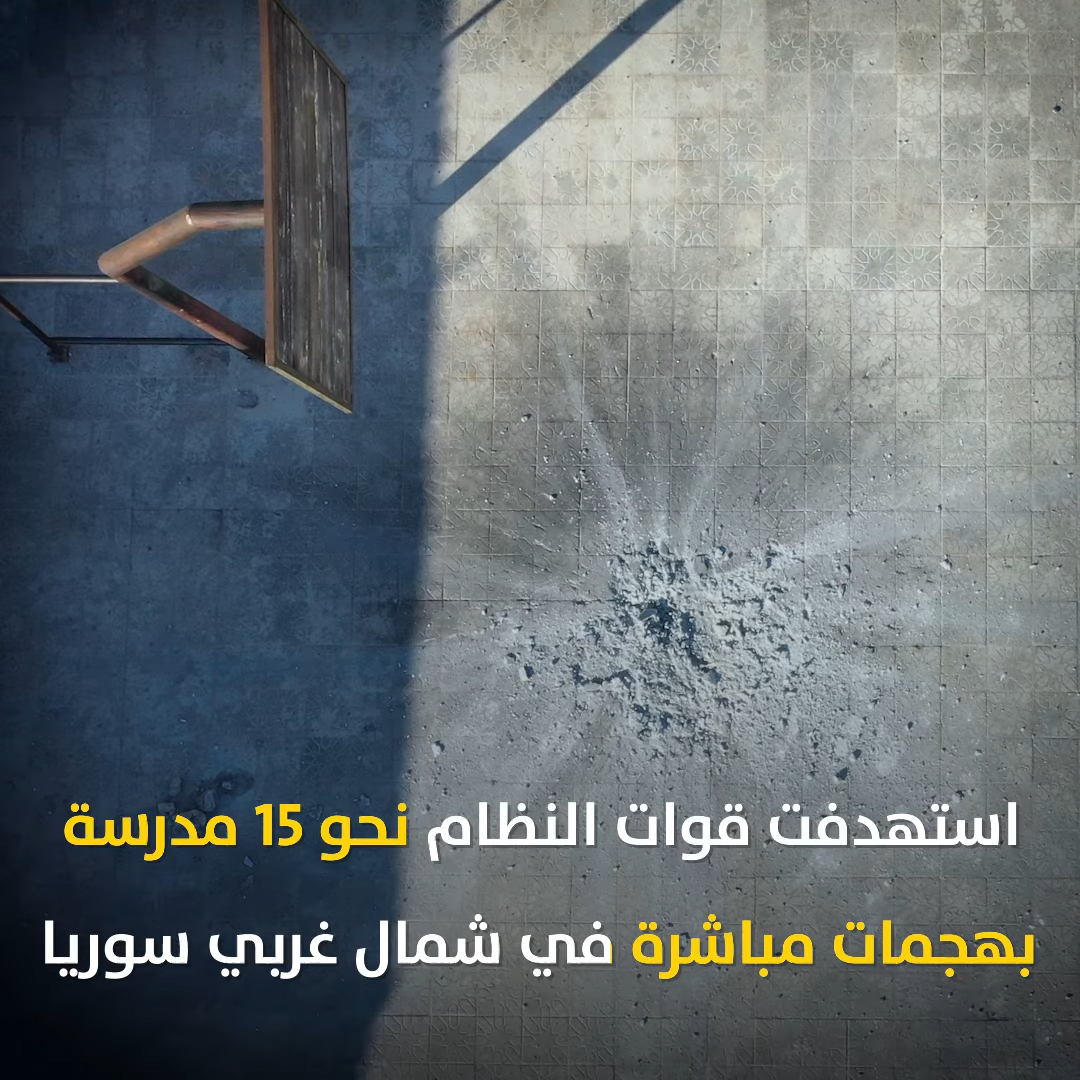 استهدفت قوات النظام نحو 15 مدرسة
بهجمات مباشرة في شمال غربي سوريا